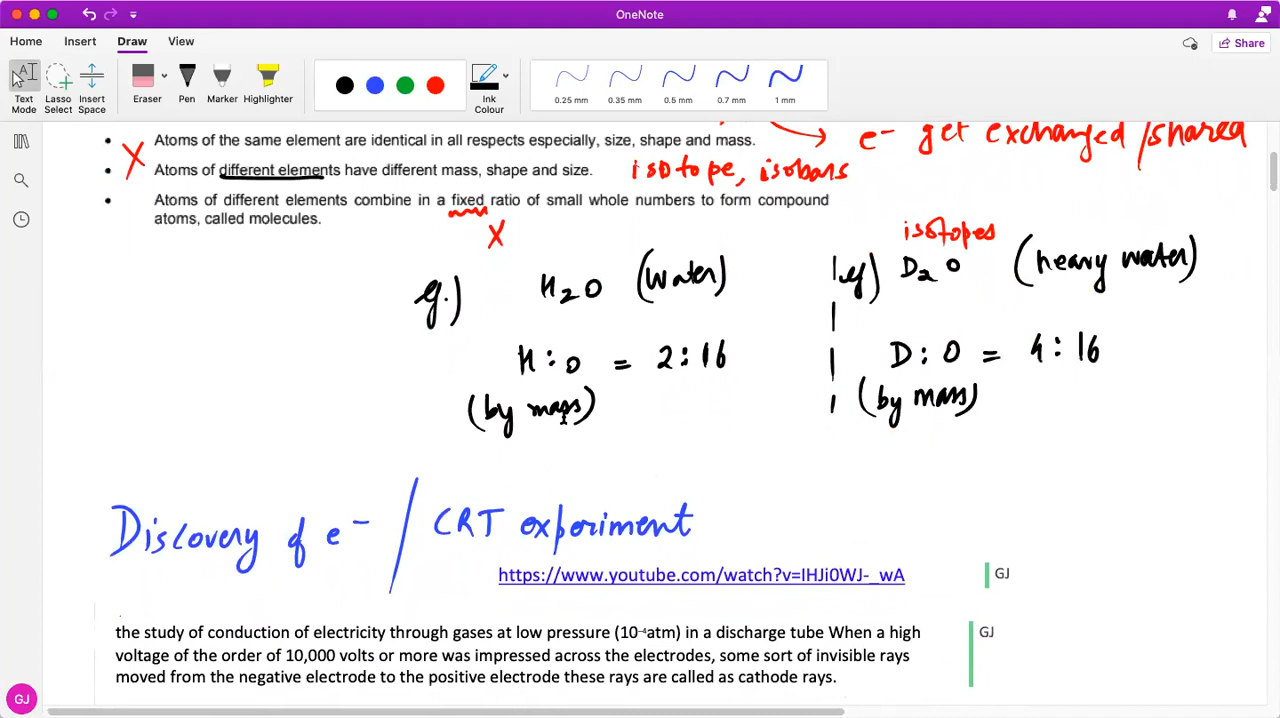 OneNote
Home Insert Draw View
Share
Text Mode
Lasso Select
Insert Space
Eraser
Pen
Marker
Highlighter
Ink Colour
0.25 mm 0.35 mm 0.5 mm 0.7 mm 1 mm
e- get exchanged/shared
• Atoms of the same element are identical in all respects especially, size, shape and mass.
X
• Atoms of different elements have different mass, shape and size.
isotope, isobars
• Atoms of different elements combine in a fixed ratio of small whole numbers to form compound
atoms, called molecules.
X
isotopes
eg.) H2O (water)
eg) D2O (heavy water)
H : O = 2 : 16
(by mass)
D : O = 4 : 16
(by mass)
Discovery of e- / CRT experiment
https://www.youtube.com/watch?v=IHJi0WJ-_wA
GJ
the study of conduction of electricity through gases at low pressure (10⁻⁴atm) in a discharge tube When a high
voltage of the order of 10,000 volts or more was impressed across the electrodes, some sort of invisible rays
moved from the negative electrode to the positive electrode these rays are called as cathode rays.
GJ
GJ